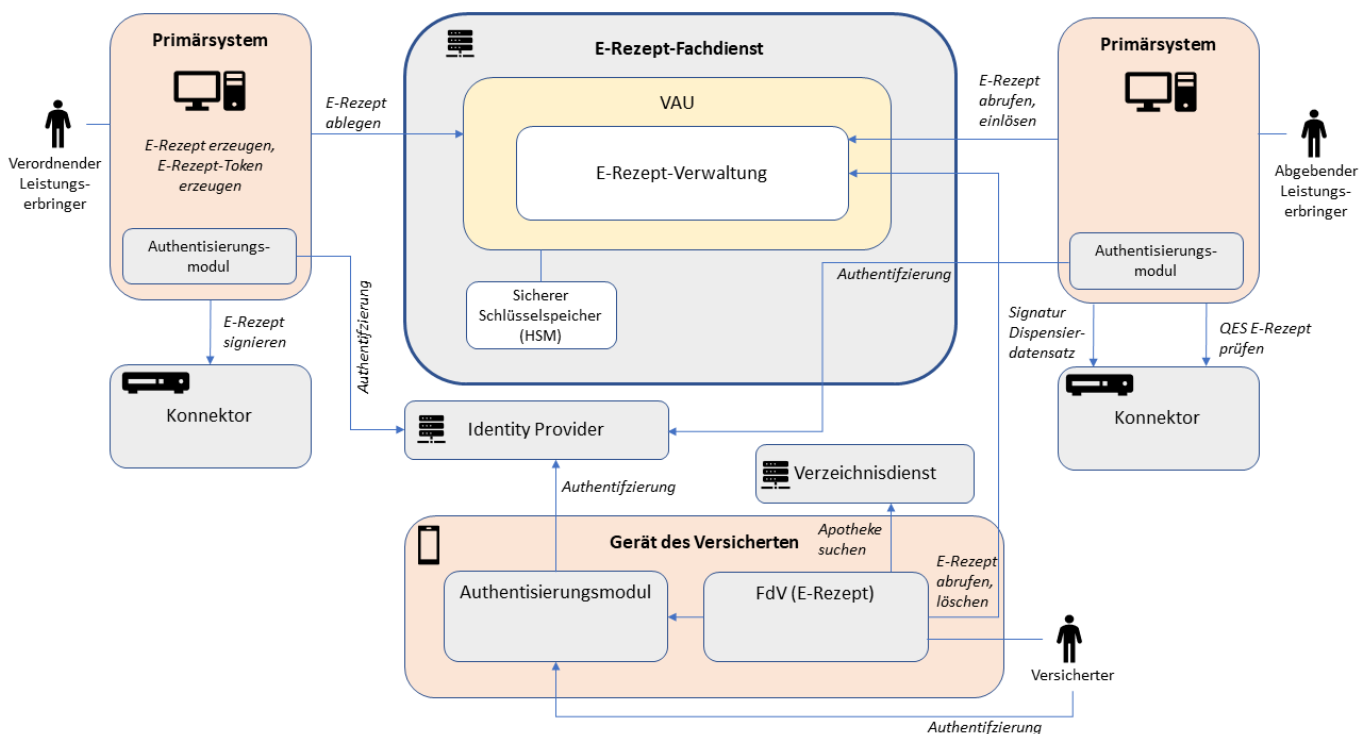 Primärsystem
E-Rezept erzeugen,
E-Rezept-Token
erzeugen
Authentisierungs-
modul
Verordnender
Leistungs-
erbringer
E-Rezept
ablegen
E-Rezept
signieren
Konnektor
Authentifzierung
E-Rezept-Fachdienst
VAU
E-Rezept-Verwaltung
Sicherer
Schlüsselspeicher
(HSM)
E-Rezept
abrufen,
einlösen
Primärsystem
Authentisierungs-
modul
Abgebender
Leistungs-
erbringer
Authentifzierung
Signatur
Dispensier-
datensatz
QES E-Rezept
prüfen
Konnektor
Identity Provider
Authentifzierung
Verzeichnisdienst
Gerät des Versicherten
Apotheke
suchen
Authentisierungsmodul
FdV (E-Rezept)
E-Rezept
abrufen,
löschen
Versicherter
Authentifzierung